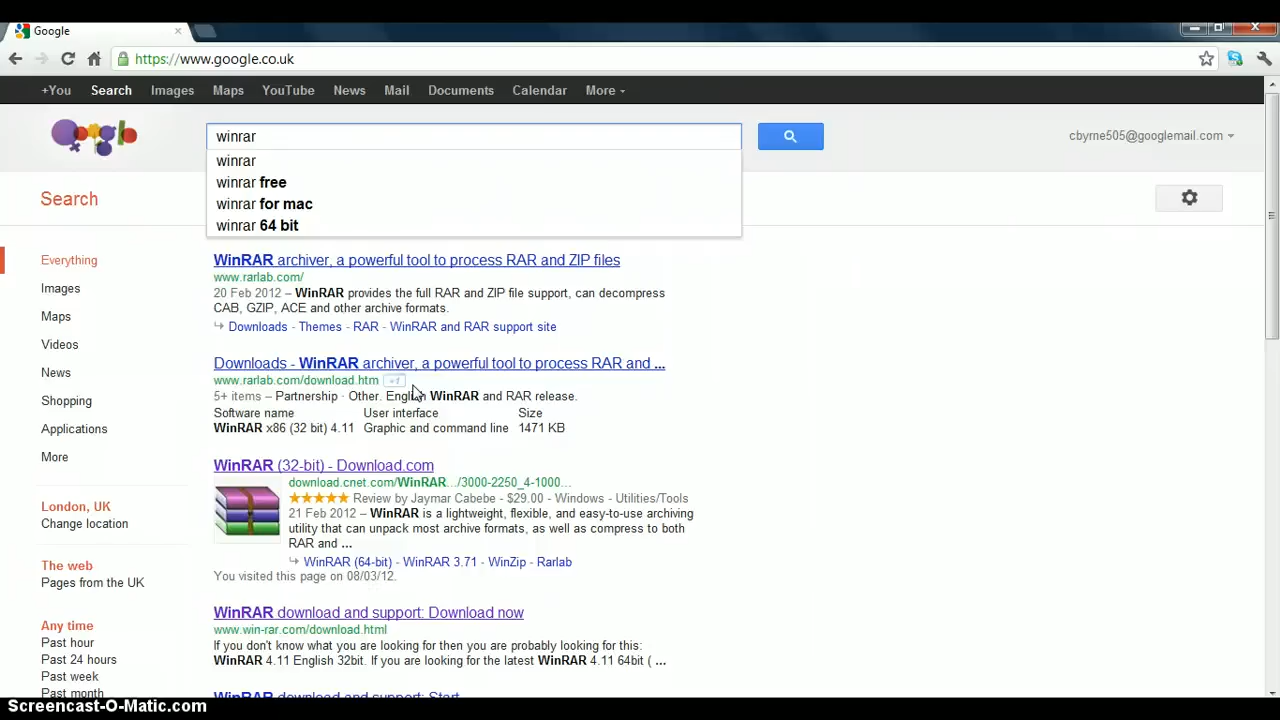 Google
https://www.google.co.uk
+You Search Images Maps YouTube News Mail Documents Calendar More
winrar
cbyrne505@googlemail.com
winrar
winrar free
winrar for mac
winrar 64 bit
Search
Everything
Images
Maps
Videos
News
Shopping
Applications
More
London, UK
Change location
The web
Pages from the UK
Any time
Past hour
Past 24 hours
Past week
Past month
WinRAR archiver, a powerful tool to process RAR and ZIP files
www.rarlab.com/
20 Feb 2012 – WinRAR provides the full RAR and ZIP file support, can decompress
CAB, GZIP, ACE and other archive formats.
Downloads - Themes - RAR - WinRAR and RAR support site
Downloads - WinRAR archiver, a powerful tool to process RAR and ...
www.rarlab.com/download.htm +1
5+ items – Partnership · Other. English WinRAR and RAR release.
Software name User interface Size
WinRAR x86 (32 bit) 4.11 Graphic and command line 1471 KB
WinRAR (32-bit) - Download.com
download.cnet.com/WinRAR.../3000-2250_4-1000...
Review by Jaymar Cabebe - $29.00 - Windows - Utilities/Tools
21 Feb 2012 – WinRAR is a lightweight, flexible, and easy-to-use archiving
utility that can unpack most archive formats, as well as compress to both
RAR and ...
WinRAR (64-bit) - WinRAR 3.71 - WinZip - Rarlab
You visited this page on 08/03/12.
WinRAR download and support: Download now
www.win-rar.com/download.html
If you don't know what you are looking for then you are probably looking for this:
WinRAR 4.11 English 32bit. If you are looking for the latest WinRAR 4.11 64bit ( ...
WinRAR download and support: Start
Screencast-O-Matic.com